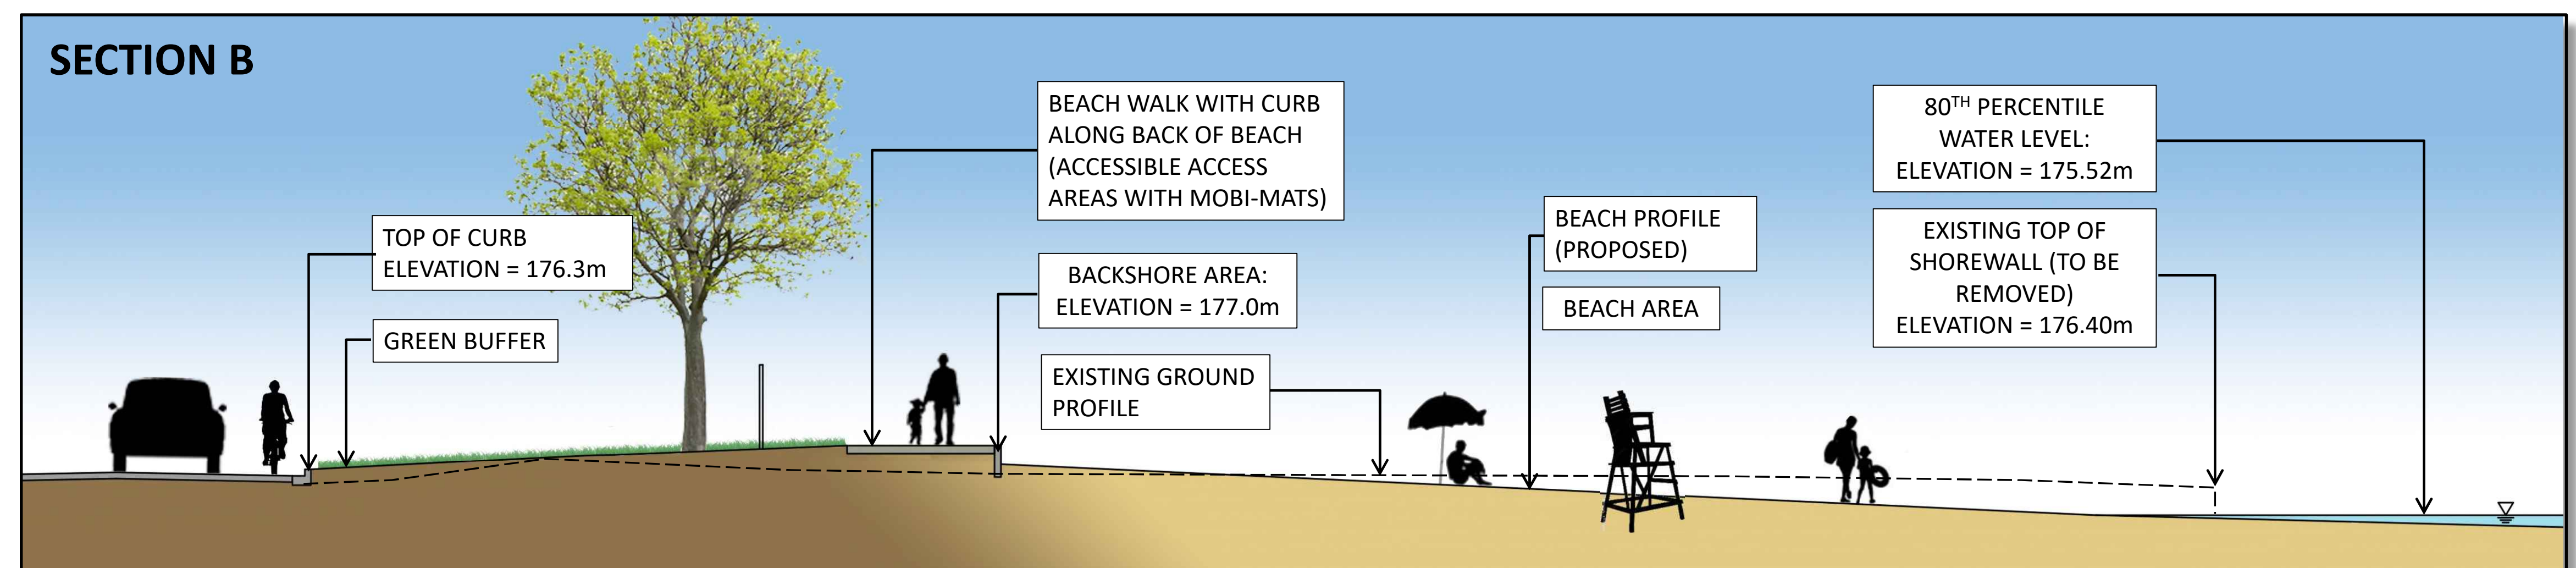 SECTION B
TOP OF CURB
ELEVATION = 176.3m
GREEN BUFFER
BEACH WALK WITH CURB
ALONG BACK OF BEACH
(ACCESSIBLE ACCESS
AREAS WITH MOBI-MATS)
BACKSHORE AREA:
ELEVATION = 177.0m
EXISTING GROUND
PROFILE
BEACH PROFILE
(PROPOSED)
BEACH AREA
80TH PERCENTILE
WATER LEVEL:
ELEVATION = 175.52m
EXISTING TOP OF
SHOREWALL (TO BE
REMOVED)
ELEVATION = 176.40m